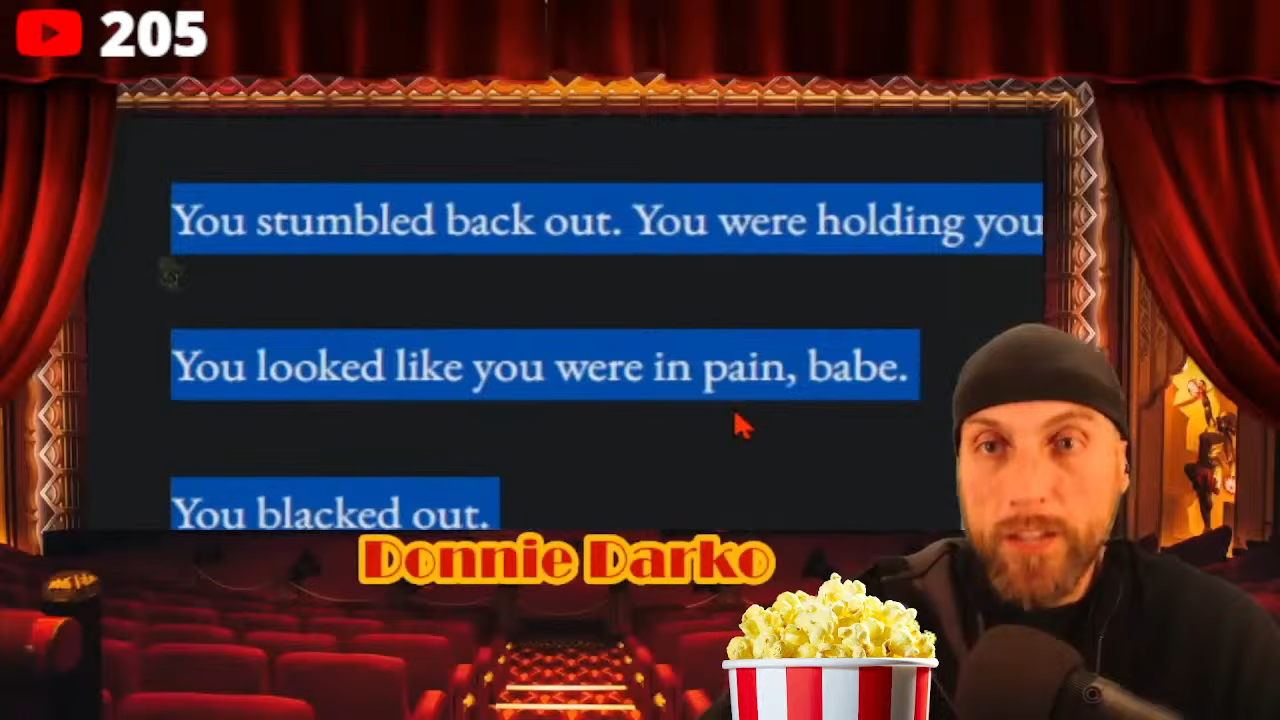 205
You stumbled back out. You were holding you
You looked like you were in pain, babe.
You blacked out.
Donnie Darko